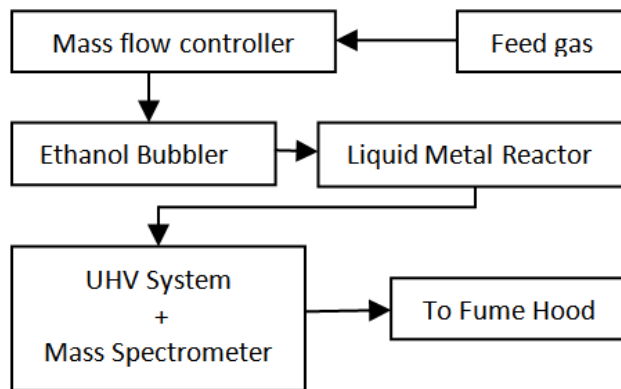 Mass flow controller
Feed gas
Ethanol Bubbler
Liquid Metal Reactor
UHV System
+
Mass Spectrometer
To Fume Hood